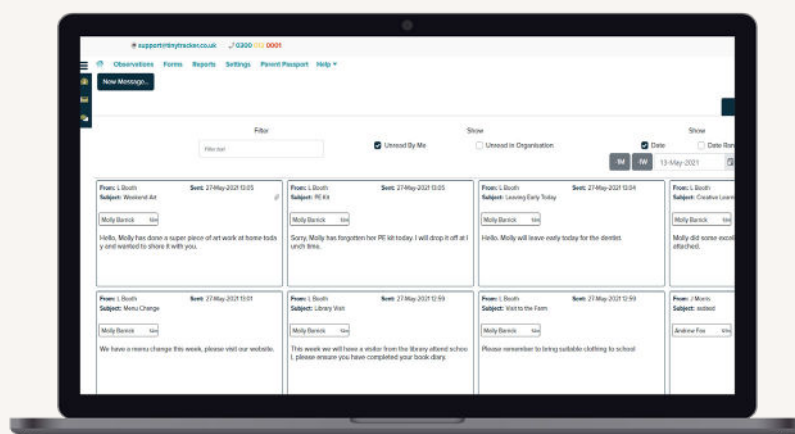 support@tinytracker.co.uk 0300 0001
Observations Forms Reports Settings Parent Passport Help
New Message...
Filter Show Show
Filter text Unread By Me Unread in Organisation Date Date Ran
-1M -1W 13-May-2021
From: L Booth Sent: 27-May-2021 13:05
Subject: Weekend Art
Molly Barrick
Hello, Molly has done a super piece of art work at home toda
y and wanted to share it with you.
From: L Booth Sent: 27-May-2021 13:05
Subject: PE Kit
Molly Barrick
Sorry, Molly has forgotten her PE kit today. I will drop it off at l
unch time.
From: L Booth Sent: 27-May-2021 13:04
Subject: Leaving Early Today
Molly Barrick
Hello. Molly will leave early today for the dentist.
From: L Booth
Subject: Creative Learn
Molly Barrick
Molly did some excel
attached.
From: L Booth Sent: 27-May-2021 13:01
Subject: Menu Change
Molly Barrick
We have a menu change this week, please visit our website.
From: L Booth Sent: 27-May-2021 12:59
Subject: Library Visit
Molly Barrick
This week we will have a visitor from the library attend schoo
l, please ensure you have completed your book diary.
From: L Booth Sent: 27-May-2021 12:59
Subject: Visit to the Farm
Molly Barrick
Please remember to bring suitable clothing to school
From: J Morris
Subject:
Andrew Fox